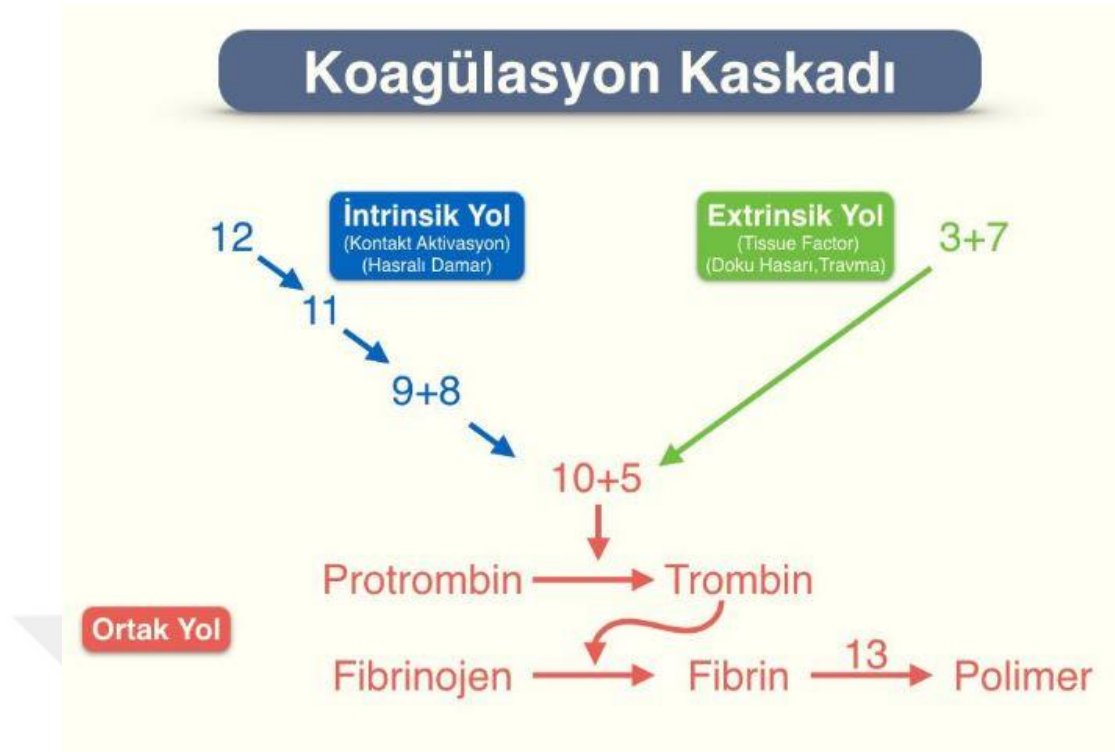 Koagülasyon Kaskadı
İntrinsik Yol
(Kontakt Aktivasyon)
(Hasralı Damar)
Extrinsik Yol
(Tissue Factor)
(Doku Hasarı,Travma)
12
3+7
11
9+8
10+5
Protrombin
Trombin
Ortak Yol
Fibrinojen
Fibrin
13
Polimer